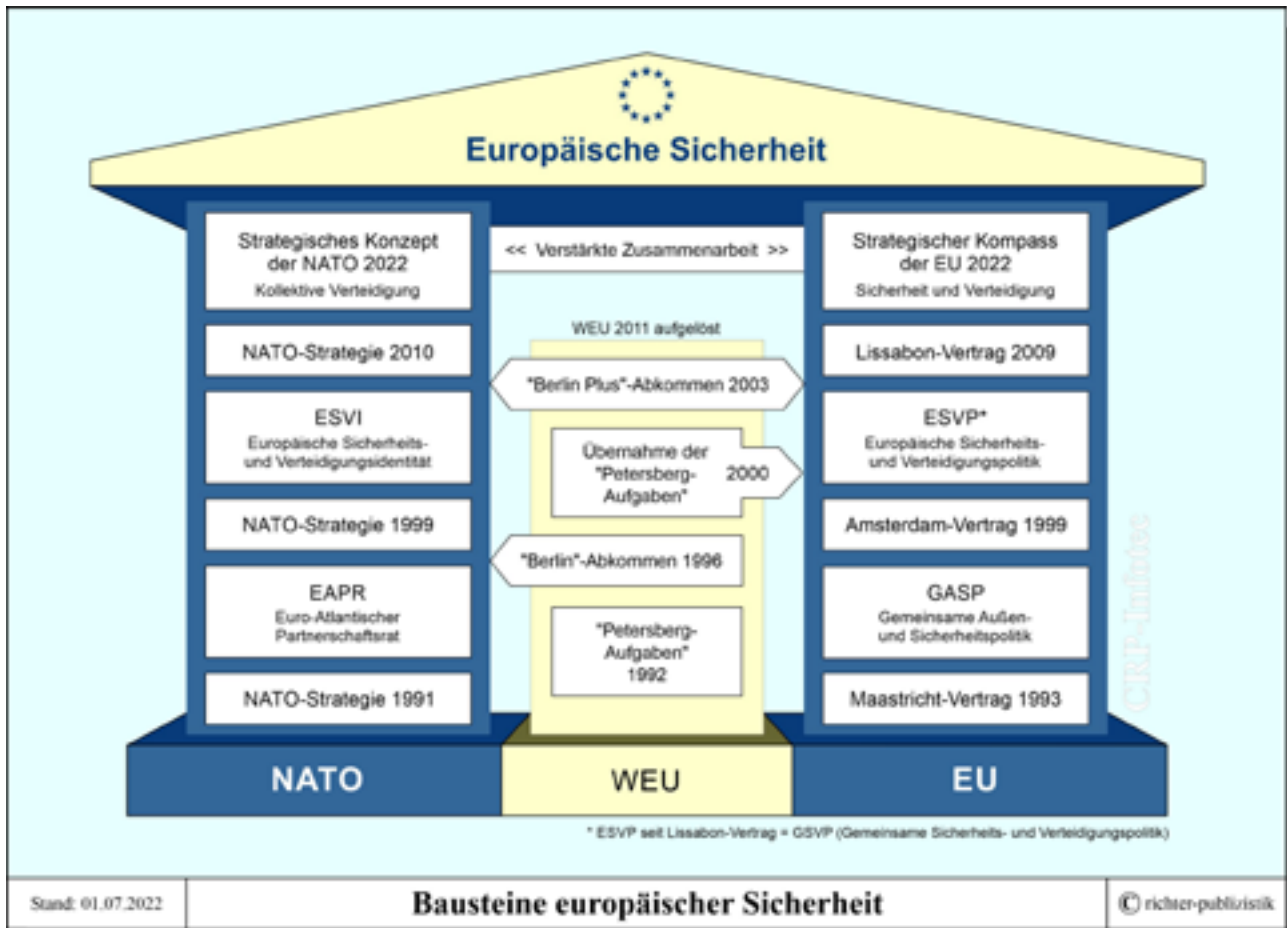 Europäische Sicherheit
Strategisches Konzept
der NATO 2022
Kollektive Verteidigung
NATO-Strategie 2010
ESVI
Europäische Sicherheits-
und Verteidigungsidentität
NATO-Strategie 1999
EAPR
Euro-Atlantischer
Partnerschaftsrat
NATO-Strategie 1991
NATO
<< Verstärkte Zusammenarbeit >>
WEU 2011 aufgelöst
"Berlin Plus"-Abkommen 2003
Übernahme der
"Petersberg-
Aufgaben"
2000
"Berlin"-Abkommen 1996
"Petersberg-
Aufgaben"
1992
WEU
Strategischer Kompass
der EU 2022
Sicherheit und Verteidigung
Lissabon-Vertrag 2009
ESVP*
Europäische Sicherheits-
und Verteidigungspolitik
Amsterdam-Vertrag 1999
GASP
Gemeinsame Außen-
und Sicherheitspolitik
Maastricht-Vertrag 1993
EU
CRP-Infotec
* ESVP seit Lissabon-Vertrag = GSVP (Gemeinsame Sicherheits- und Verteidigungspolitik)
Stand: 01.07.2022
Bausteine europäischer Sicherheit
© richter-publizistik